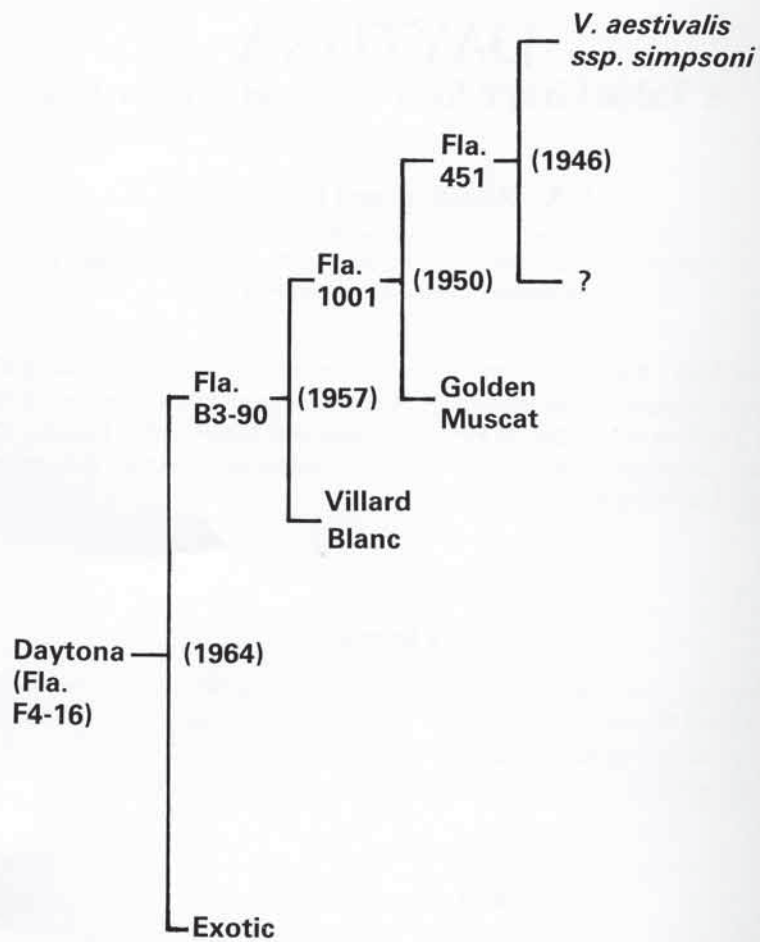 V. aestivalis
ssp. simpsoni
Fla.
451
(1946)
Fla.
1001
(1950)
?
Fla.
B3-90
(1957)
Golden
Muscat
Villard
Blanc
Daytona
(Fla.
F4-16)
(1964)
Exotic